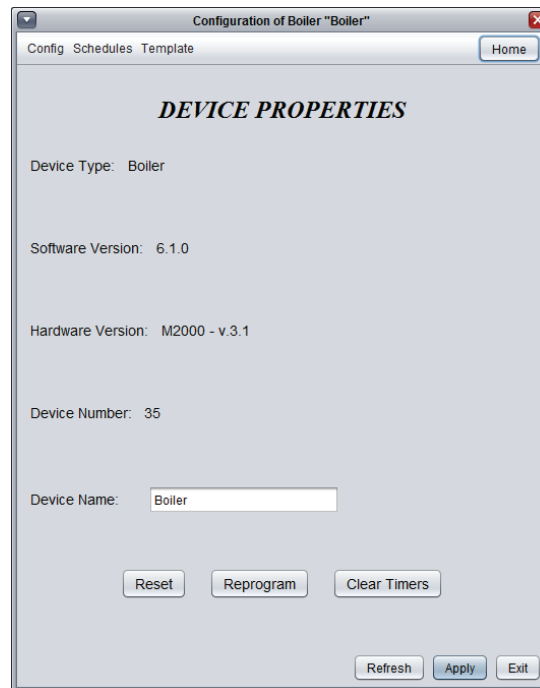 Configuration of Boiler "Boiler"
Config Schedules Template Home
DEVICE PROPERTIES
Device Type: Boiler
Software Version: 6.1.0
Hardware Version: M2000 - v.3.1
Device Number: 35
Device Name: Boiler
Reset Reprogram Clear Timers
Refresh Apply Exit